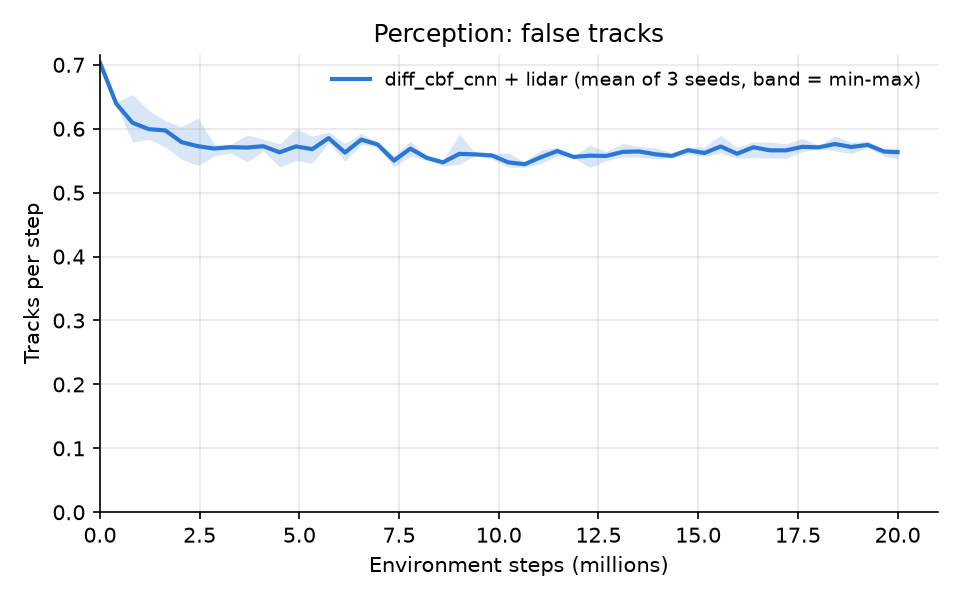 Perception: false tracks
diff_cbf_cnn + lidar (mean of 3 seeds, band = min-max)
Tracks per step
0.7
0.6
0.5
0.4
0.3
0.2
0.1
0.0
0.0 2.5 5.0 7.5 10.0 12.5 15.0 17.5 20.0
Environment steps (millions)